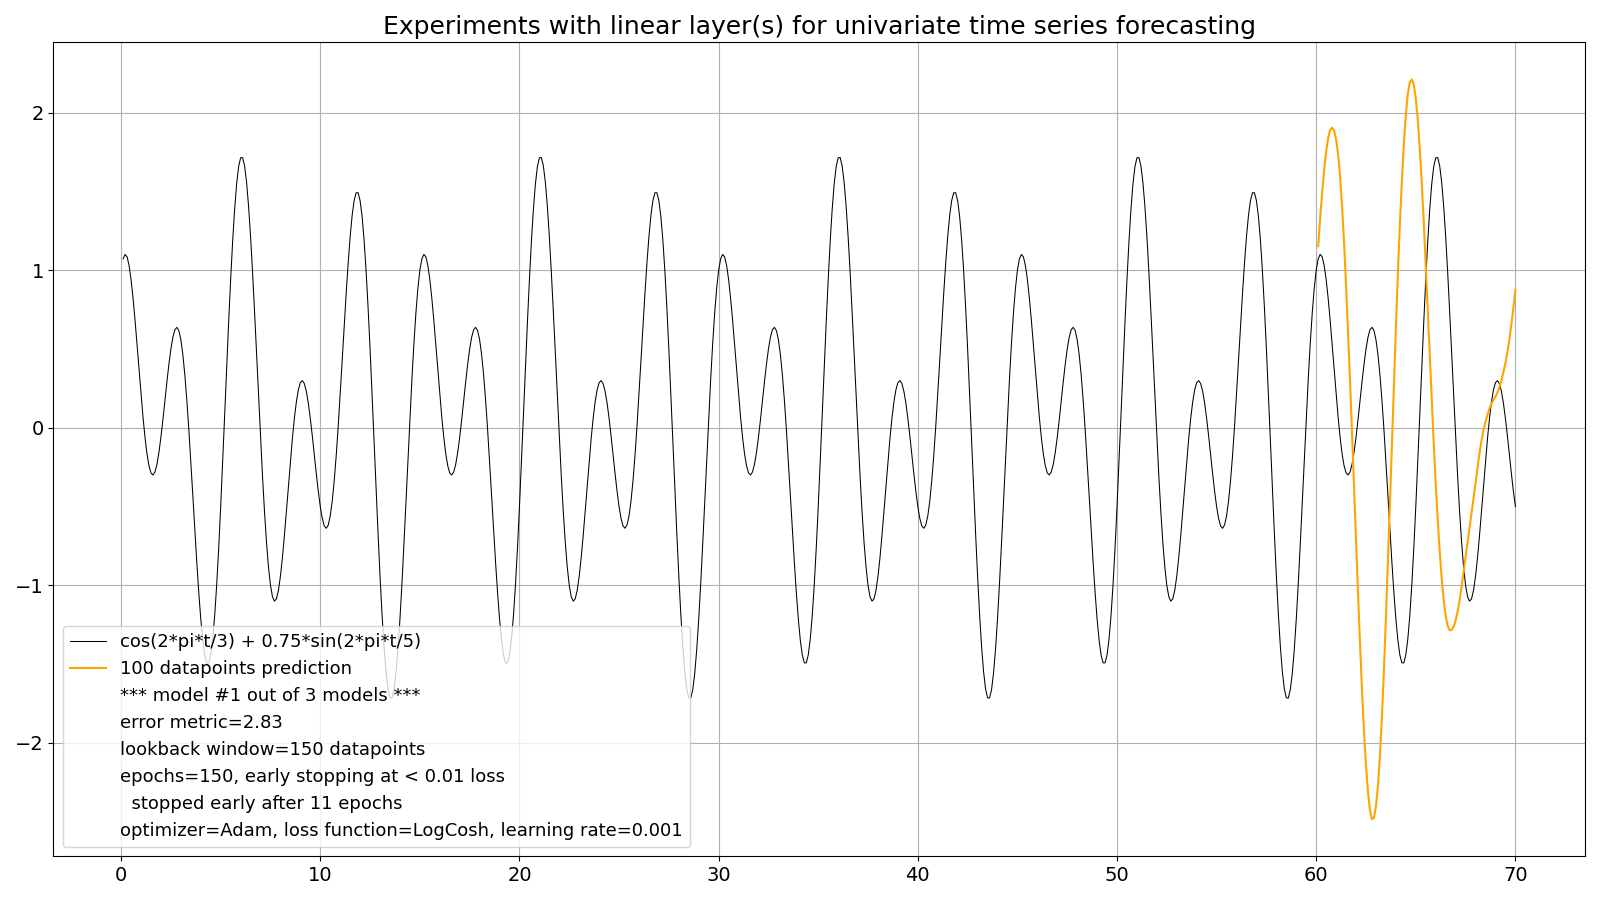 Experiments with linear layer(s) for univariate time series forecasting
2
1
0
−1
−2
cos(2*pi*t/3) + 0.75*sin(2*pi*t/5)
100 datapoints prediction
*** model #1 out of 3 models ***
error metric=2.83
lookback window=150 datapoints
epochs=150, early stopping at < 0.01 loss
stopped early after 11 epochs
optimizer=Adam, loss function=LogCosh, learning rate=0.001
0 10 20 30 40 50 60 70